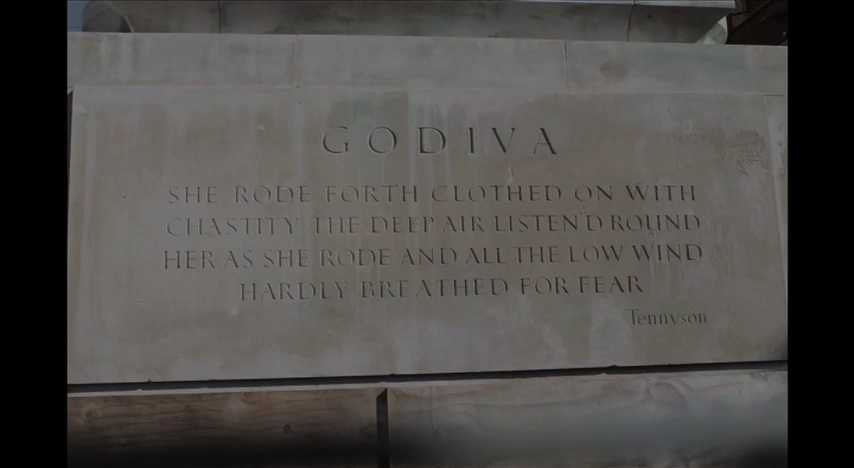 GODIVA
SHE RODE FORTH CLOTHED ON WITH
CHASTITY THE DEEP AIR LISTEN'D ROUND
HER AS SHE RODE AND ALL THE LOW WIND
HARDLY BREATHED FOR FEAR
Tennyson